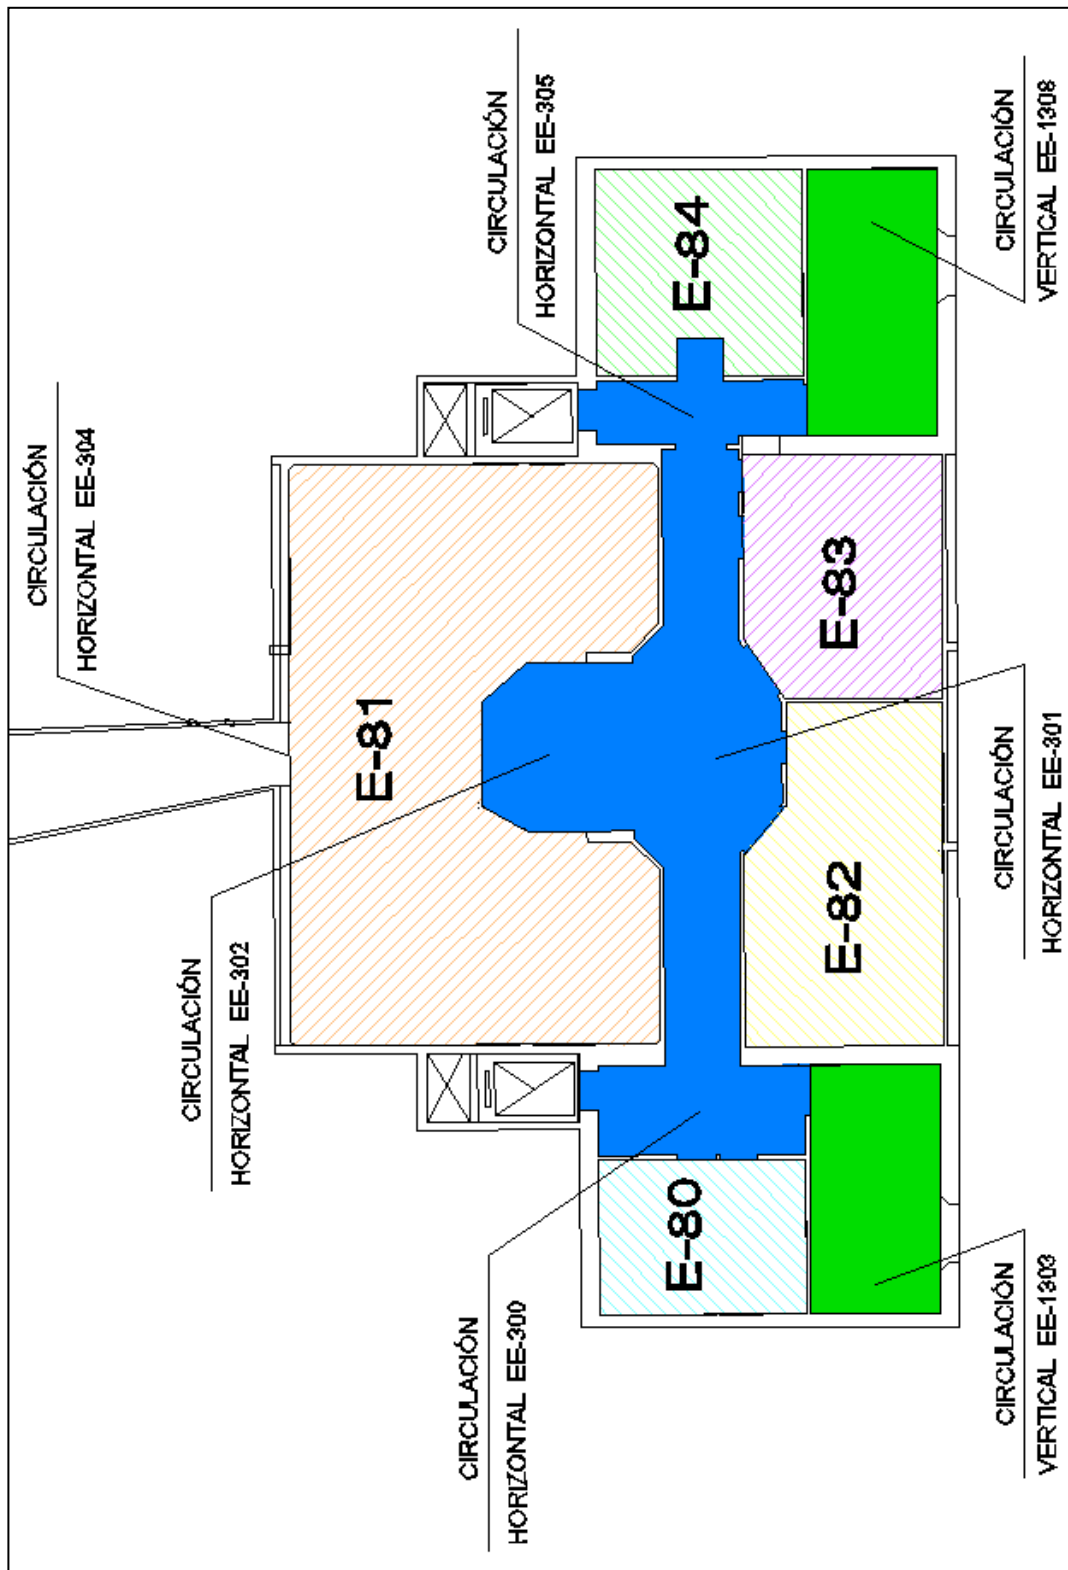 CIRCULACIÓN
HORIZONTAL EE-304
CIRCULACIÓN
HORIZONTAL EE-302
CIRCULACIÓN
HORIZONTAL EE-300
CIRCULACIÓN
HORIZONTAL EE-305
E-81
E-80
E-84
E-82
E-83
CIRCULACIÓN
VERTICAL EE-1303
CIRCULACIÓN
HORIZONTAL EE-301
CIRCULACIÓN
VERTICAL EE-1308